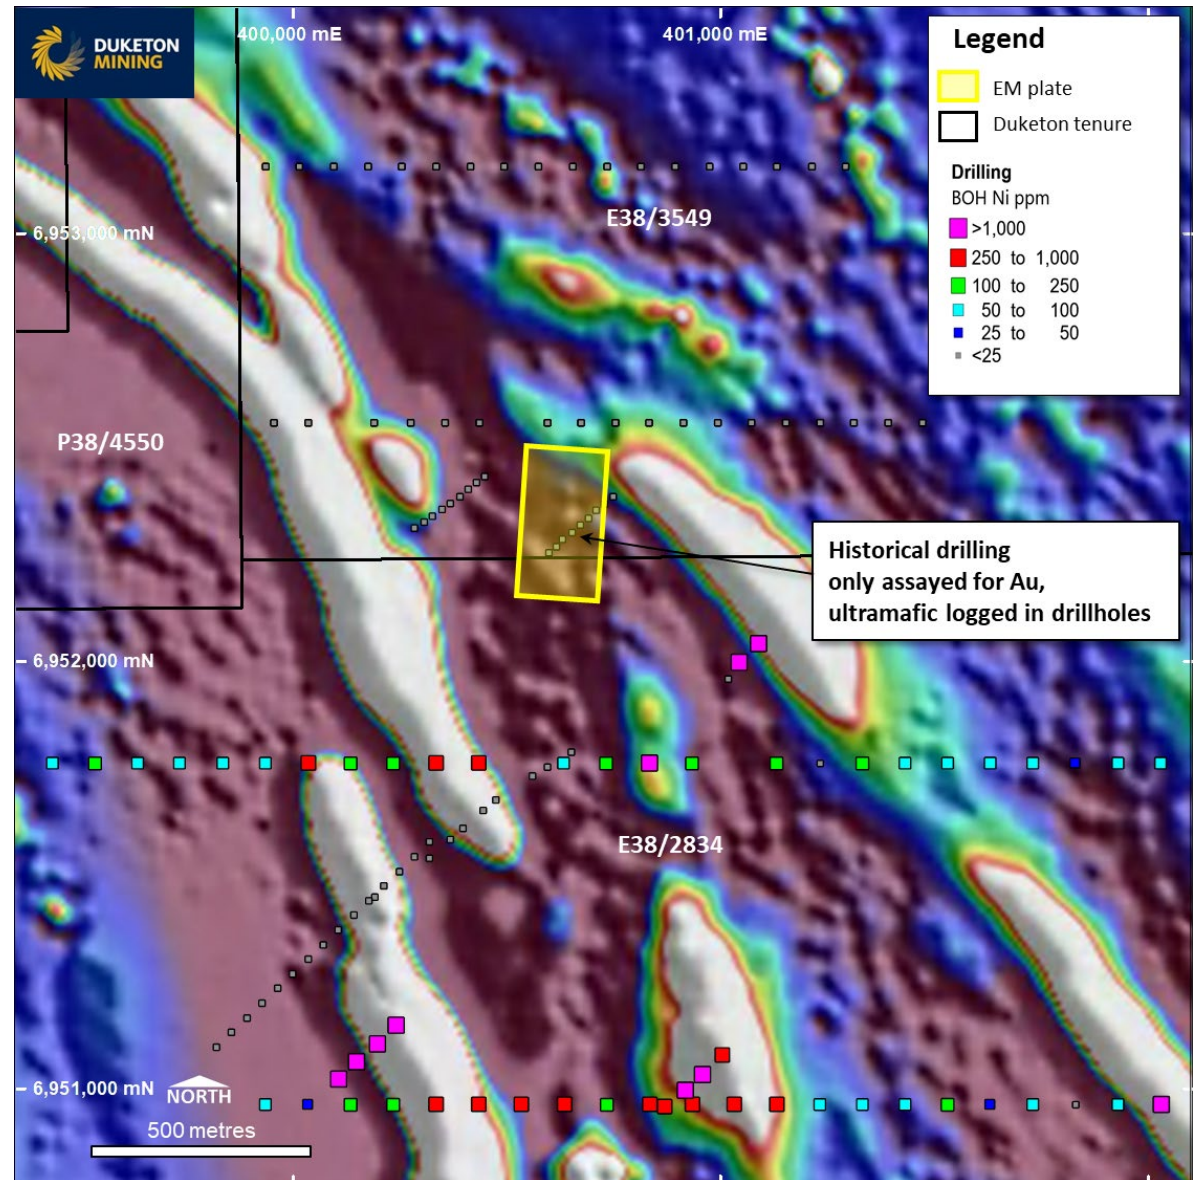 DUKETON
MINING
400,000 mE
401,000 mE
Legend
EM plate
Duketon tenure
Drilling
BOH Ni ppm
>1,000
250 to 1,000
100 to 250
50 to 100
25 to 50
<25
E38/3549
6,953,000 mN
P38/4550
Historical drilling
only assayed for Au,
ultramafic logged in drillholes
6,952,000 mN
E38/2834
6,951,000 mN
NORTH
500 metres